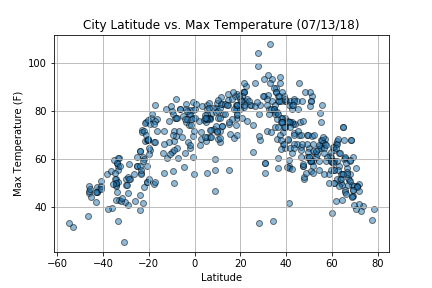 City Latitude vs. Max Temperature (07/13/18)
Max Temperature (F)
100
80
60
40
−60 −40 −20 0 20 40 60 80
Latitude